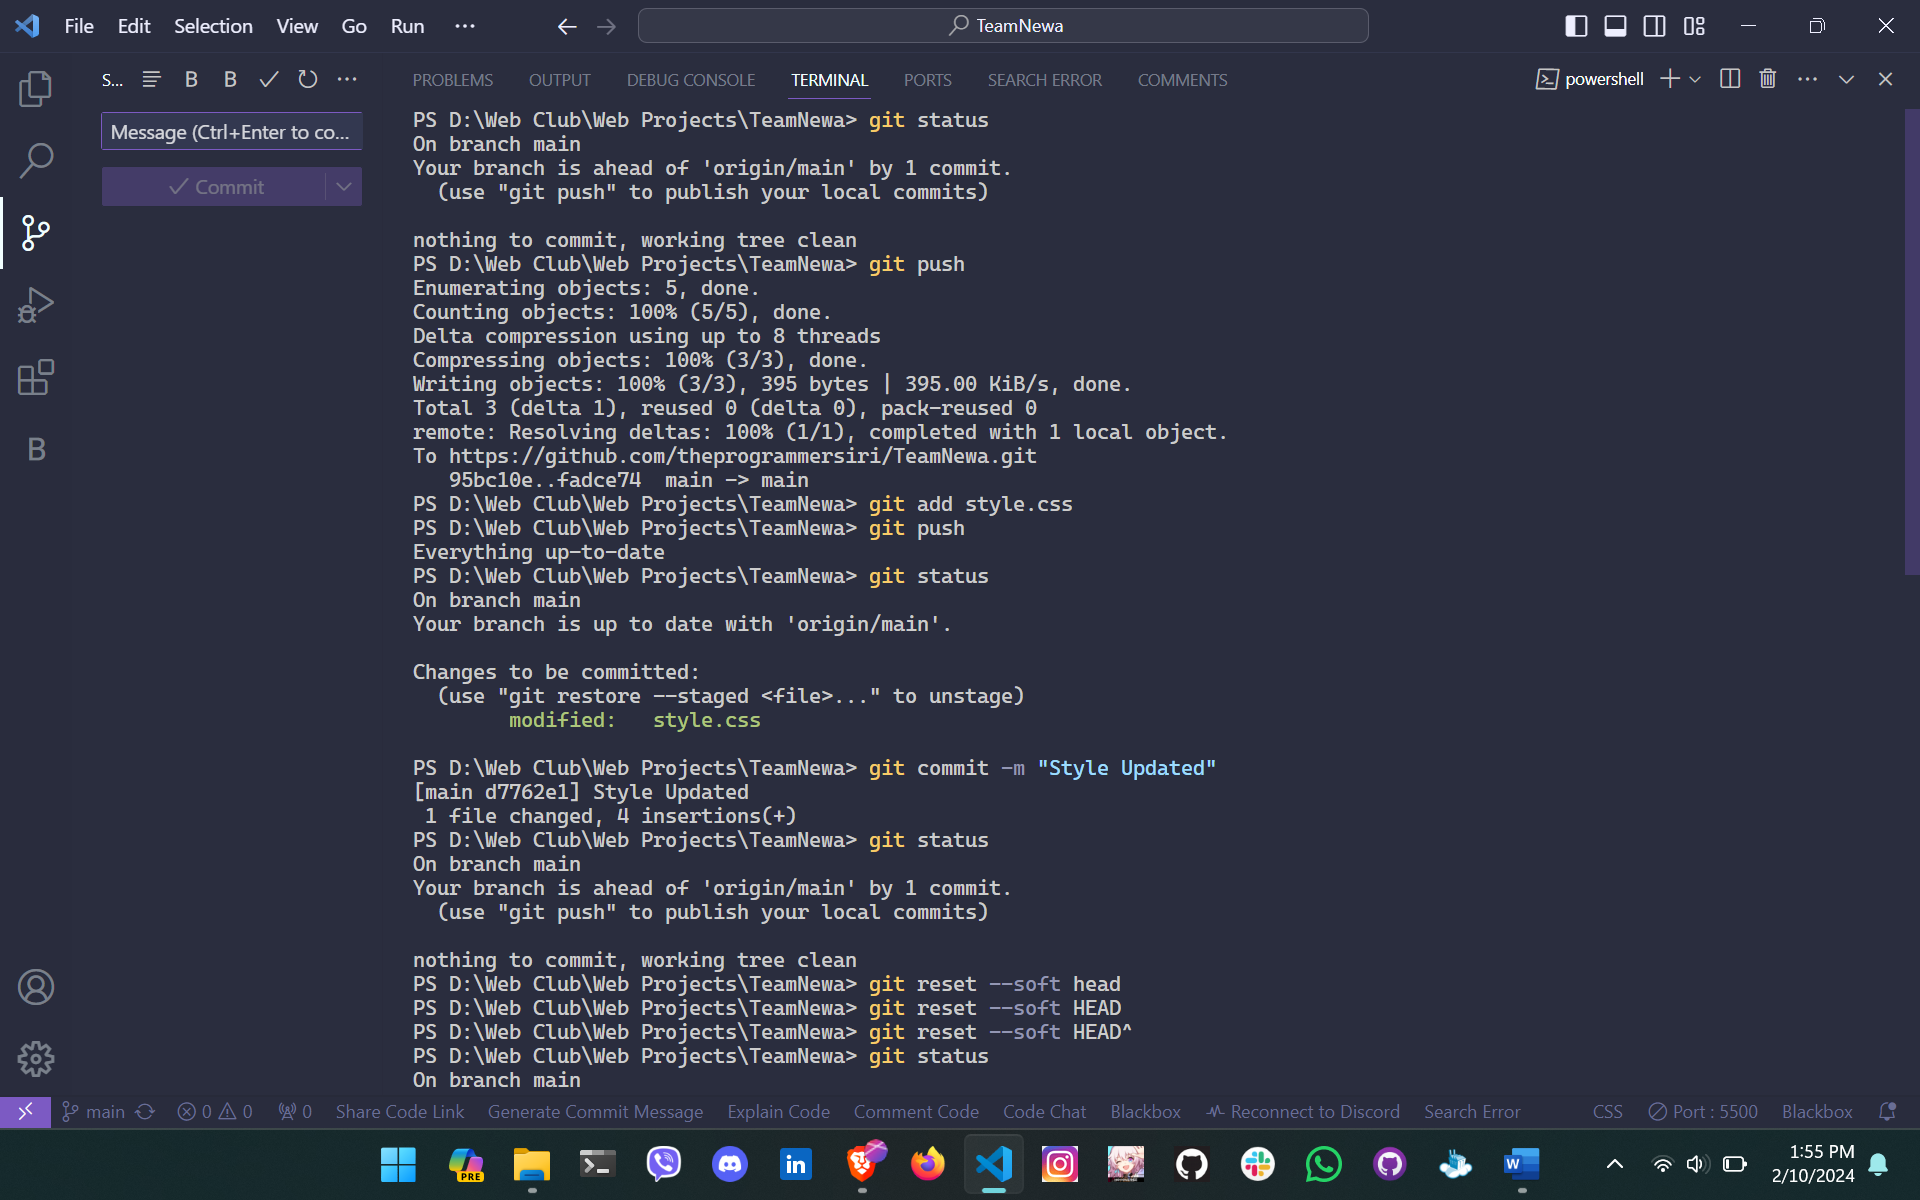 File Edit Selection View Go Run ···
TeamNewa
S...
B B
PROBLEMS OUTPUT DEBUG CONSOLE TERMINAL PORTS SEARCH ERROR COMMENTS
powershell
Message (Ctrl+Enter to co...
Commit
B
PS D:\Web Club\Web Projects\TeamNewa> git status
On branch main
Your branch is ahead of 'origin/main' by 1 commit.
(use "git push" to publish your local commits)
nothing to commit, working tree clean
PS D:\Web Club\Web Projects\TeamNewa> git push
Enumerating objects: 5, done.
Counting objects: 100% (5/5), done.
Delta compression using up to 8 threads
Compressing objects: 100% (3/3), done.
Writing objects: 100% (3/3), 395 bytes | 395.00 KiB/s, done.
Total 3 (delta 1), reused 0 (delta 0), pack-reused 0
remote: Resolving deltas: 100% (1/1), completed with 1 local object.
To https://github.com/theprogrammersiri/TeamNewa.git
95bc10e..fadce74 main -> main
PS D:\Web Club\Web Projects\TeamNewa> git add style.css
PS D:\Web Club\Web Projects\TeamNewa> git push
Everything up-to-date
PS D:\Web Club\Web Projects\TeamNewa> git status
On branch main
Your branch is up to date with 'origin/main'.
Changes to be committed:
(use "git restore --staged <file>..." to unstage)
modified: style.css
PS D:\Web Club\Web Projects\TeamNewa> git commit -m "Style Updated"
[main d7762e1] Style Updated
1 file changed, 4 insertions(+)
PS D:\Web Club\Web Projects\TeamNewa> git status
On branch main
Your branch is ahead of 'origin/main' by 1 commit.
(use "git push" to publish your local commits)
nothing to commit, working tree clean
PS D:\Web Club\Web Projects\TeamNewa> git reset --soft head
PS D:\Web Club\Web Projects\TeamNewa> git reset --soft HEAD
PS D:\Web Club\Web Projects\TeamNewa> git reset --soft HEAD^
PS D:\Web Club\Web Projects\TeamNewa> git status
On branch main
main 0 0 0 Share Code Link Generate Commit Message Explain Code Comment Code Code Chat Blackbox Reconnect to Discord Search Error CSS Port : 5500 Blackbox
PRE in W
1:55 PM
2/10/2024